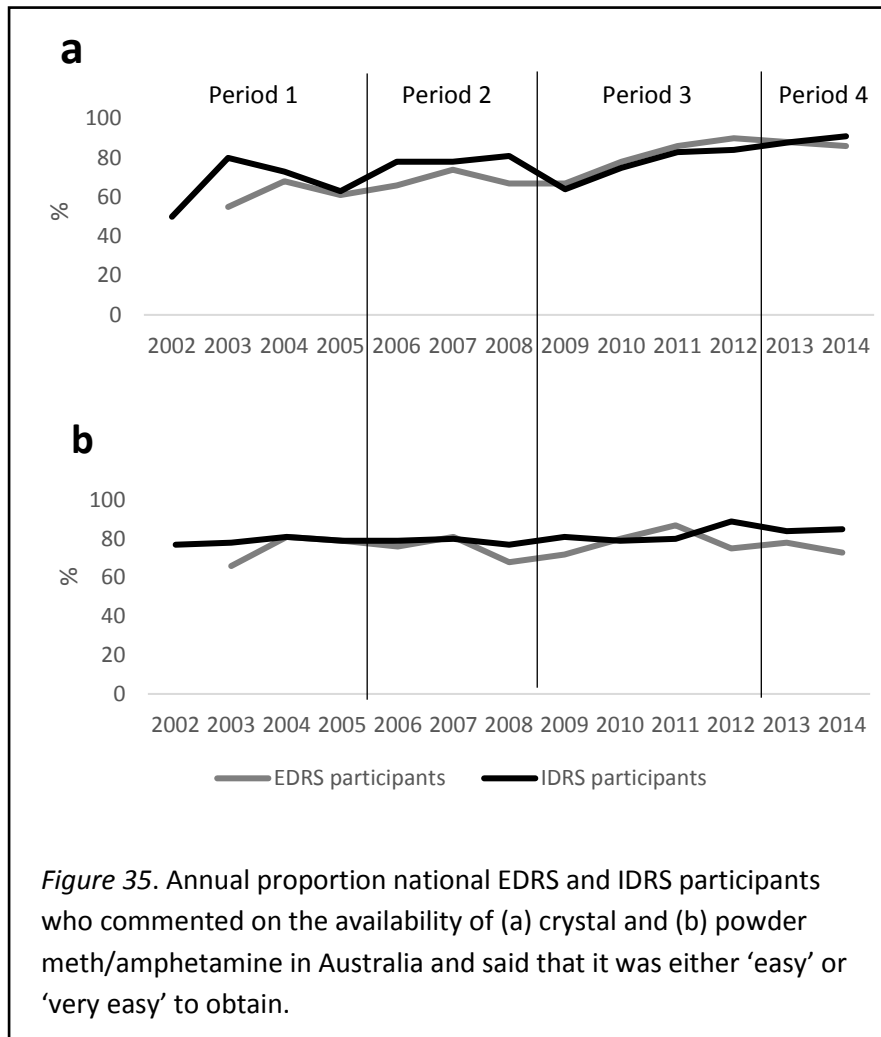 a
Period 1 Period 2 Period 3 Period 4
100
80
60
40
20
0
%
2002 2003 2004 2005 2006 2007 2008 2009 2010 2011 2012 2013 2014
b
100
80
60
40
20
0
%
2002 2003 2004 2005 2006 2007 2008 2009 2010 2011 2012 2013 2014
EDRS participants IDRS participants
Figure 35. Annual proportion national EDRS and IDRS participants
who commented on the availability of (a) crystal and (b) powder
meth/amphetamine in Australia and said that it was either ‘easy’ or
‘very easy’ to obtain.